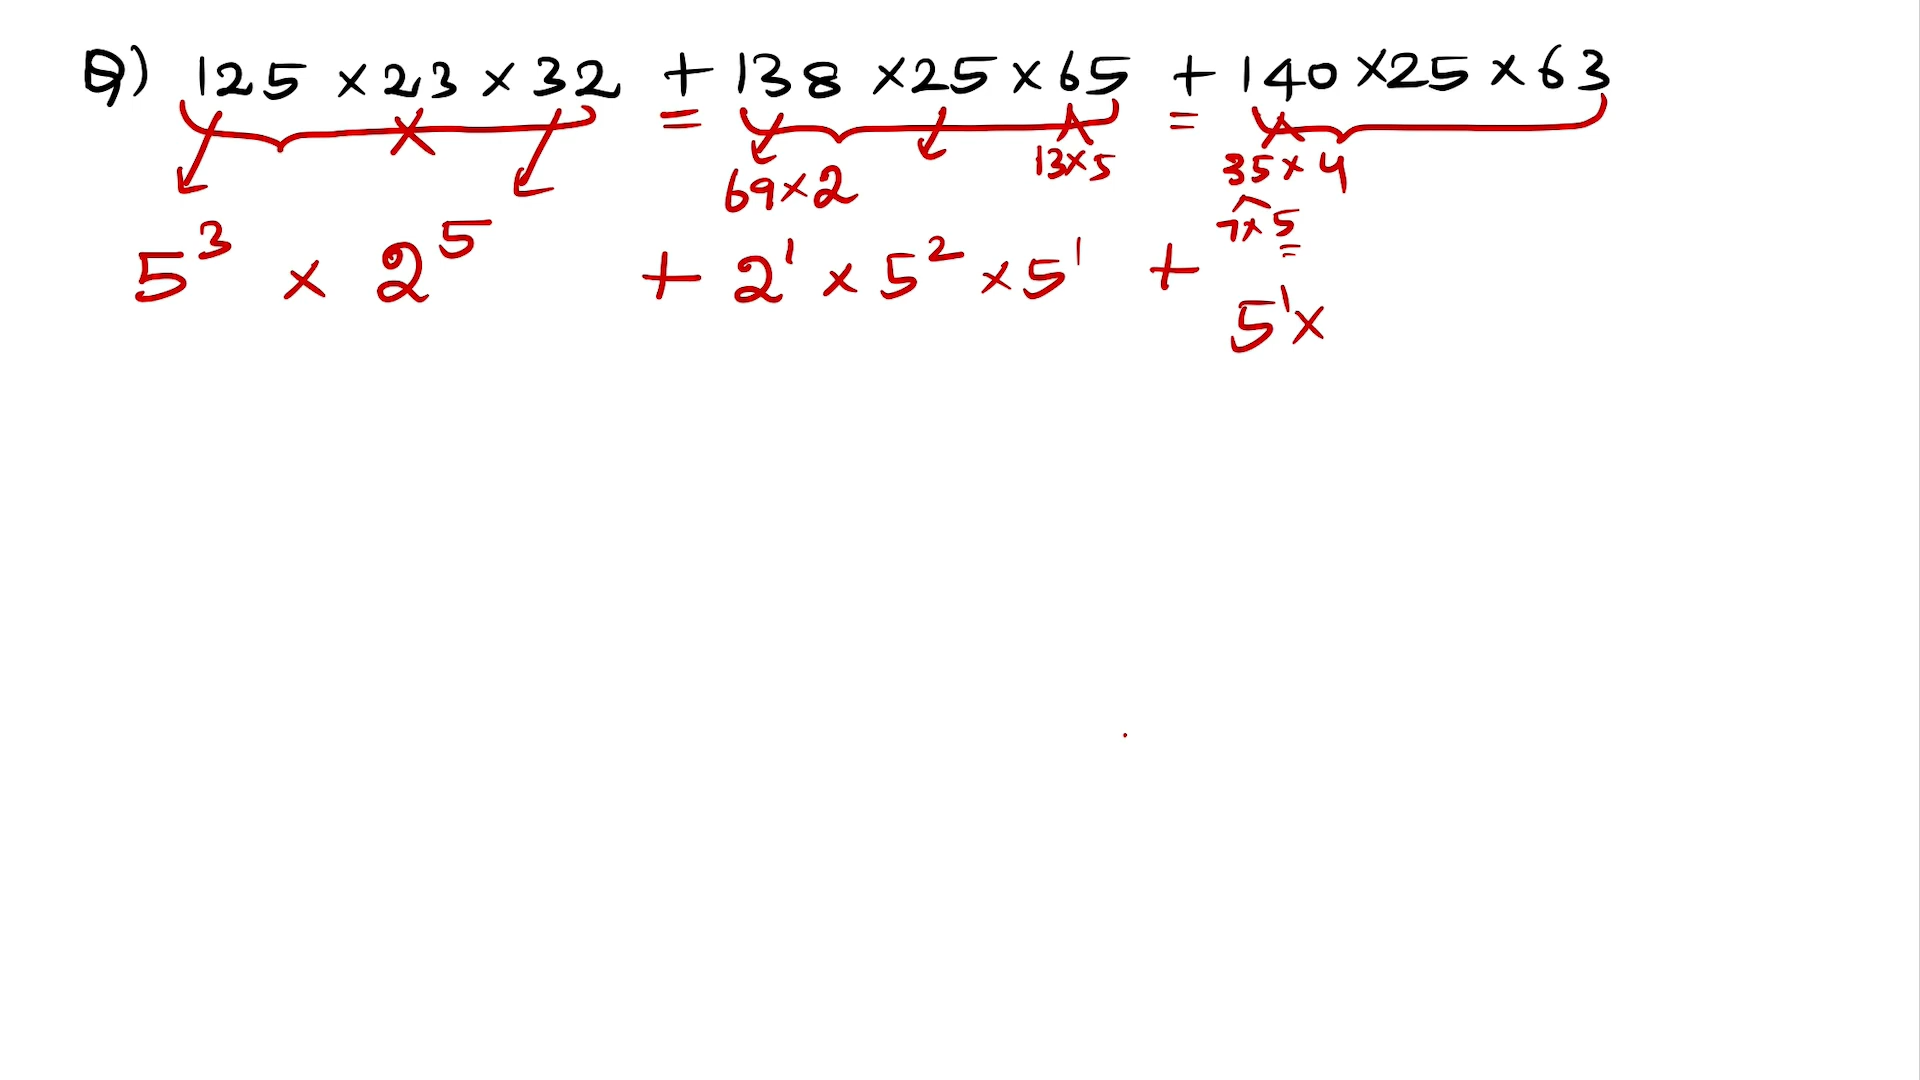 Q) 125 × 23 × 32 + 138 × 25 × 65 + 140 × 25 × 63
= =
69 × 2 13 × 5 35 × 4
7 × 5
=
5³ × 2⁵ + 2¹ × 5² × 5¹ +
5¹ ×